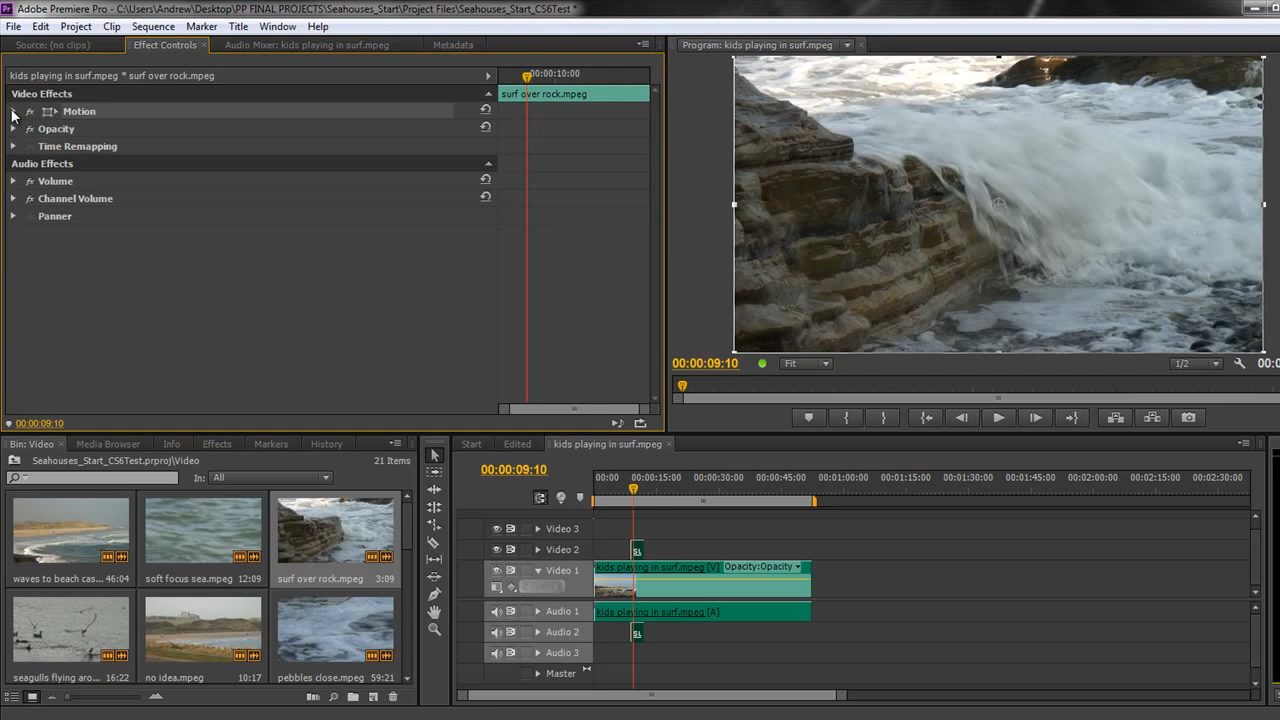 Adobe Premiere Pro - C:\Users\Andrew\Desktop\PP FINAL PROJECTS\Seahouses_Start\Project Files\Seahouses_Start_CS6Test *
File Edit Project Clip Sequence Marker Title Window Help
Source: (no clips) Effect Controls Audio Mixer: kids playing in surf.mpeg Metadata
Program: kids playing in surf.mpeg
kids playing in surf.mpeg * surf over rock.mpeg
00:00:10:00
Video Effects
surf over rock.mpeg
fx Motion
fx Opacity
Time Remapping
Audio Effects
fx Volume
fx Channel Volume
Panner
00:00:09:10
00:00:09:10 Fit 1/2 00:0
Bin: Video Media Browser Info Effects Markers History
Seahouses_Start_CS6Test.prproj\Video 21 Items
In: All
waves to beach cas... 46:04
soft focus sea.mpeg 12:09
surf over rock.mpeg 3:09
seagulls flying aro... 16:22
no idea.mpeg 10:17
pebbles close.mpeg 59:21
Start Edited kids playing in surf.mpeg
00:00:09:10
00:00 00:00:15:00 00:00:30:00 00:00:45:00 00:01:00:00 00:01:15:00 00:01:30:00 00:01:45:00 00:02:00:00 00:02:15:00 00:02:30:00
Video 3
Video 2
Video 1 kids playing in surf.mpeg [V] Opacity:Opacity
Audio 1 kids playing in surf.mpeg [A]
Audio 2
Audio 3
Master